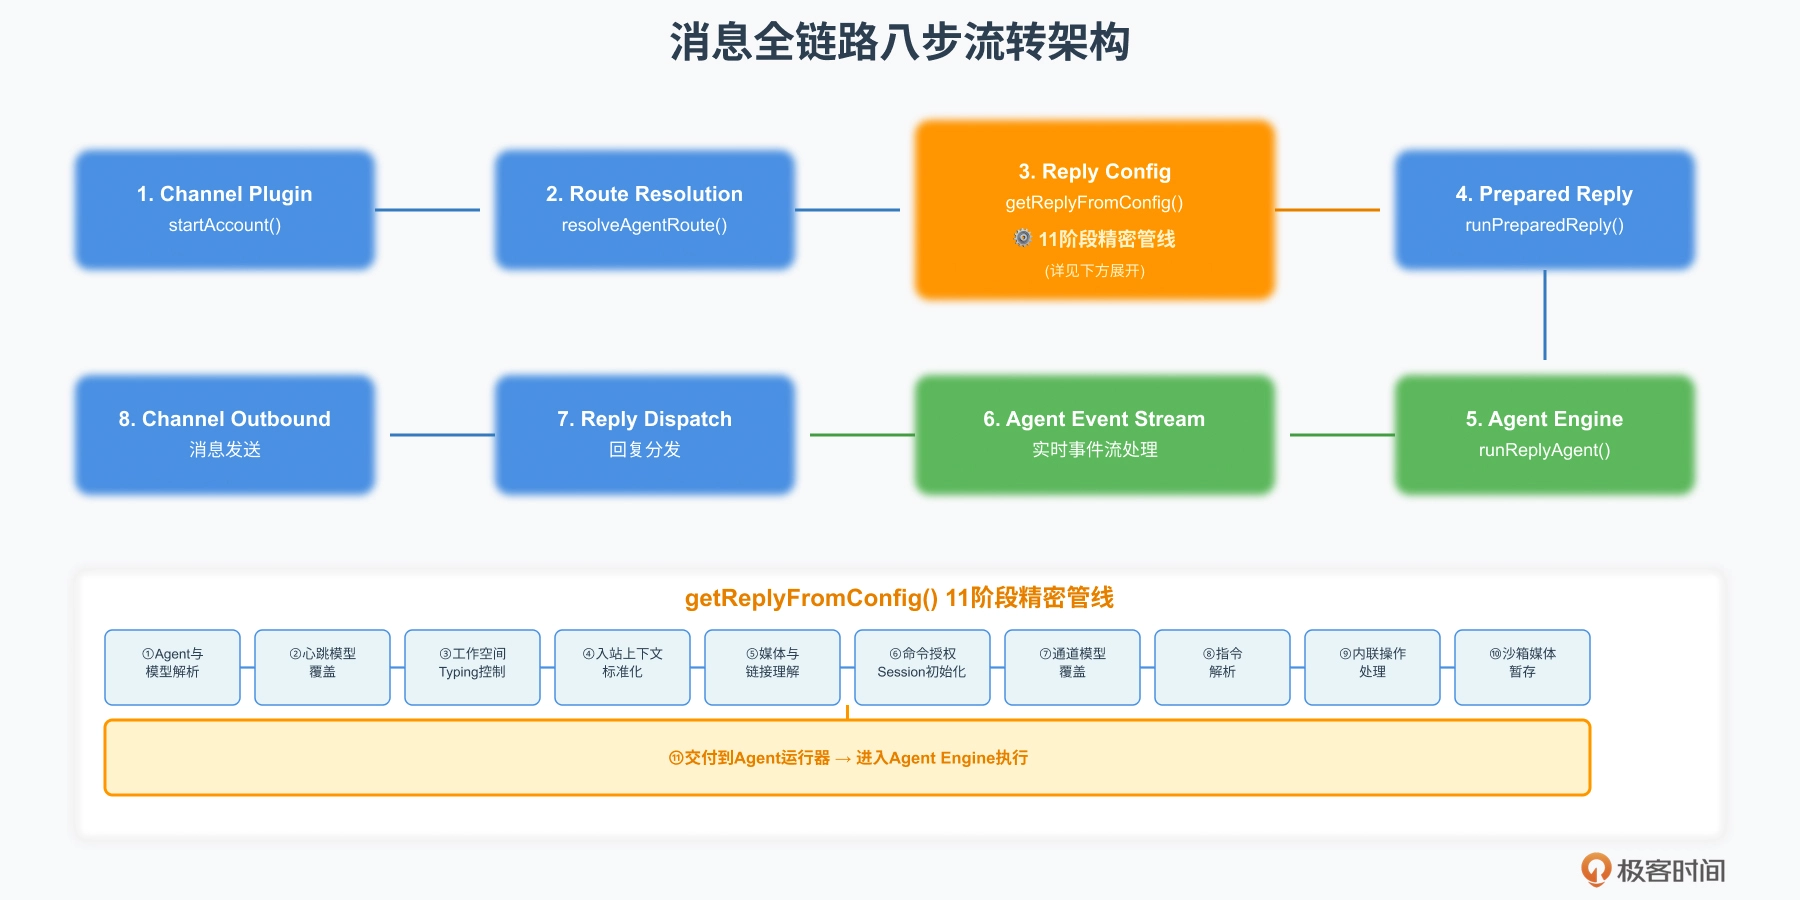 消息全链路八步流转架构
1. Channel Plugin
startAccount()
2. Route Resolution
resolveAgentRoute()
3. Reply Config
getReplyFromConfig()
⚙️ 11阶段精密管线
(详见下方展开)
4. Prepared Reply
runPreparedReply()
8. Channel Outbound
消息发送
7. Reply Dispatch
回复分发
6. Agent Event Stream
实时事件流处理
5. Agent Engine
runReplyAgent()
getReplyFromConfig() 11阶段精密管线
①Agent与
模型解析
②心跳模型
覆盖
③工作空间
Typing控制
④入站上下文
标准化
⑤媒体与
链接理解
⑥命令授权
Session初始化
⑦通道模型
覆盖
⑧指令
解析
⑨内联操作
处理
⑩沙箱媒体
暂存
⑪交付到Agent运行器 → 进入Agent Engine执行
极客时间